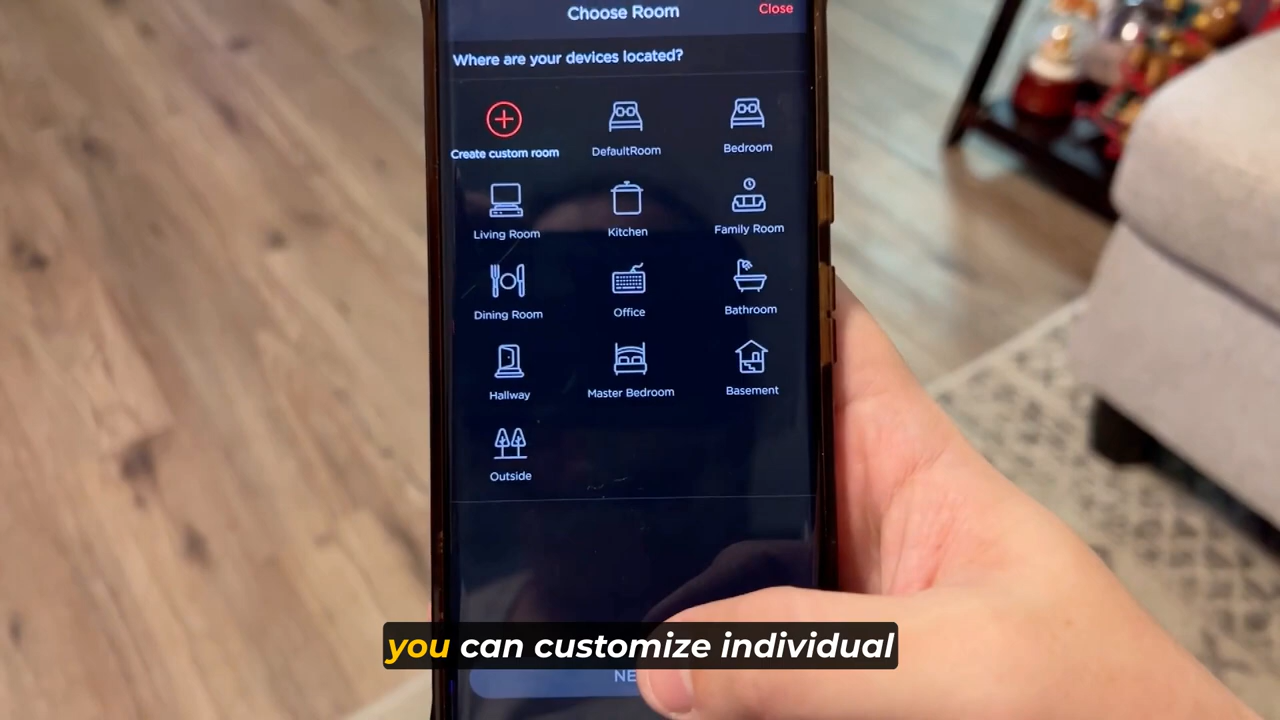 Choose Room
Close
Where are your devices located?
Create custom room
DefaultRoom
Bedroom
Living Room
Kitchen
Family Room
Dining Room
Office
Bathroom
Hallway
Master Bedroom
Basement
Outside
you can customize individual